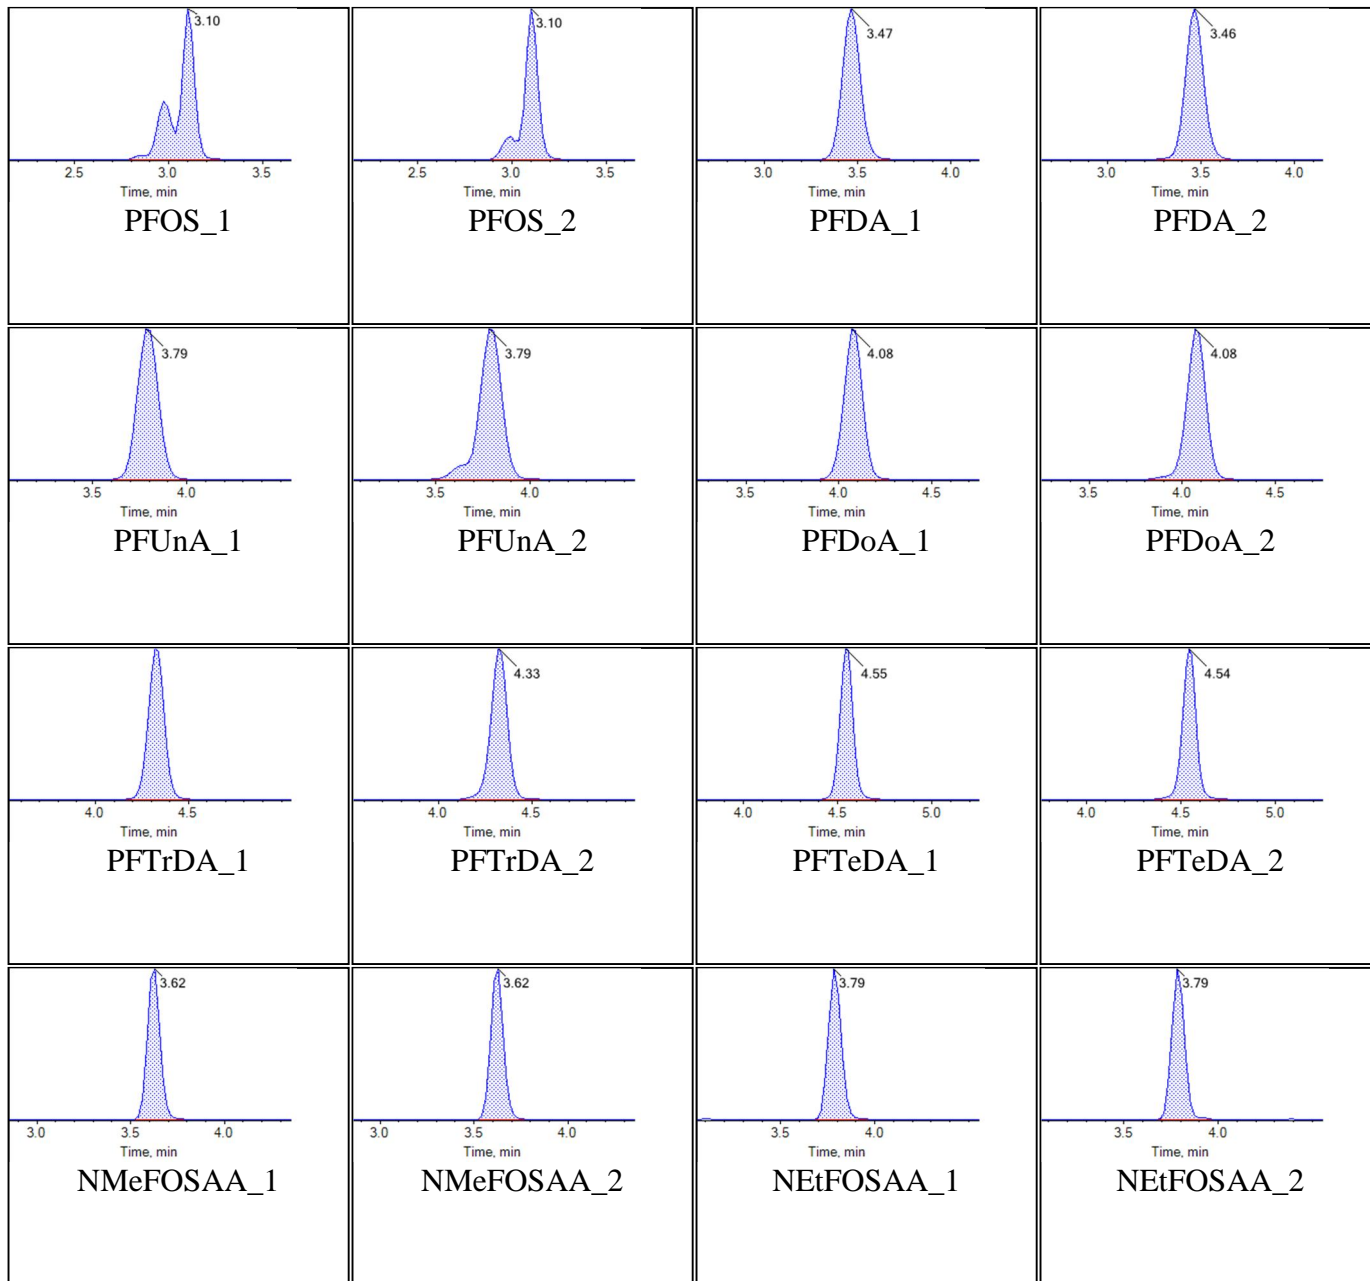 3.10
2.5 3.0 3.5
Time, min
PFOS_1
3.10
2.5 3.0 3.5
Time, min
PFOS_2
3.47
3.0 3.5 4.0
Time, min
PFDA_1
3.46
3.0 3.5 4.0
Time, min
PFDA_2
3.79
3.5 4.0
Time, min
PFUnA_1
3.79
3.5 4.0
Time, min
PFUnA_2
4.08
3.5 4.0 4.5
Time, min
PFDoA_1
4.08
3.5 4.0 4.5
Time, min
PFDoA_2
4.0 4.5
Time, min
PFTrDA_1
4.33
4.0 4.5
Time, min
PFTrDA_2
4.55
4.0 4.5 5.0
Time, min
PFTeDA_1
4.54
4.0 4.5 5.0
Time, min
PFTeDA_2
3.62
3.0 3.5 4.0
Time, min
NMeFOSAA_1
3.62
3.0 3.5 4.0
Time, min
NMeFOSAA_2
3.79
3.5 4.0
Time, min
NEtFOSAA_1
3.79
3.5 4.0
Time, min
NEtFOSAA_2